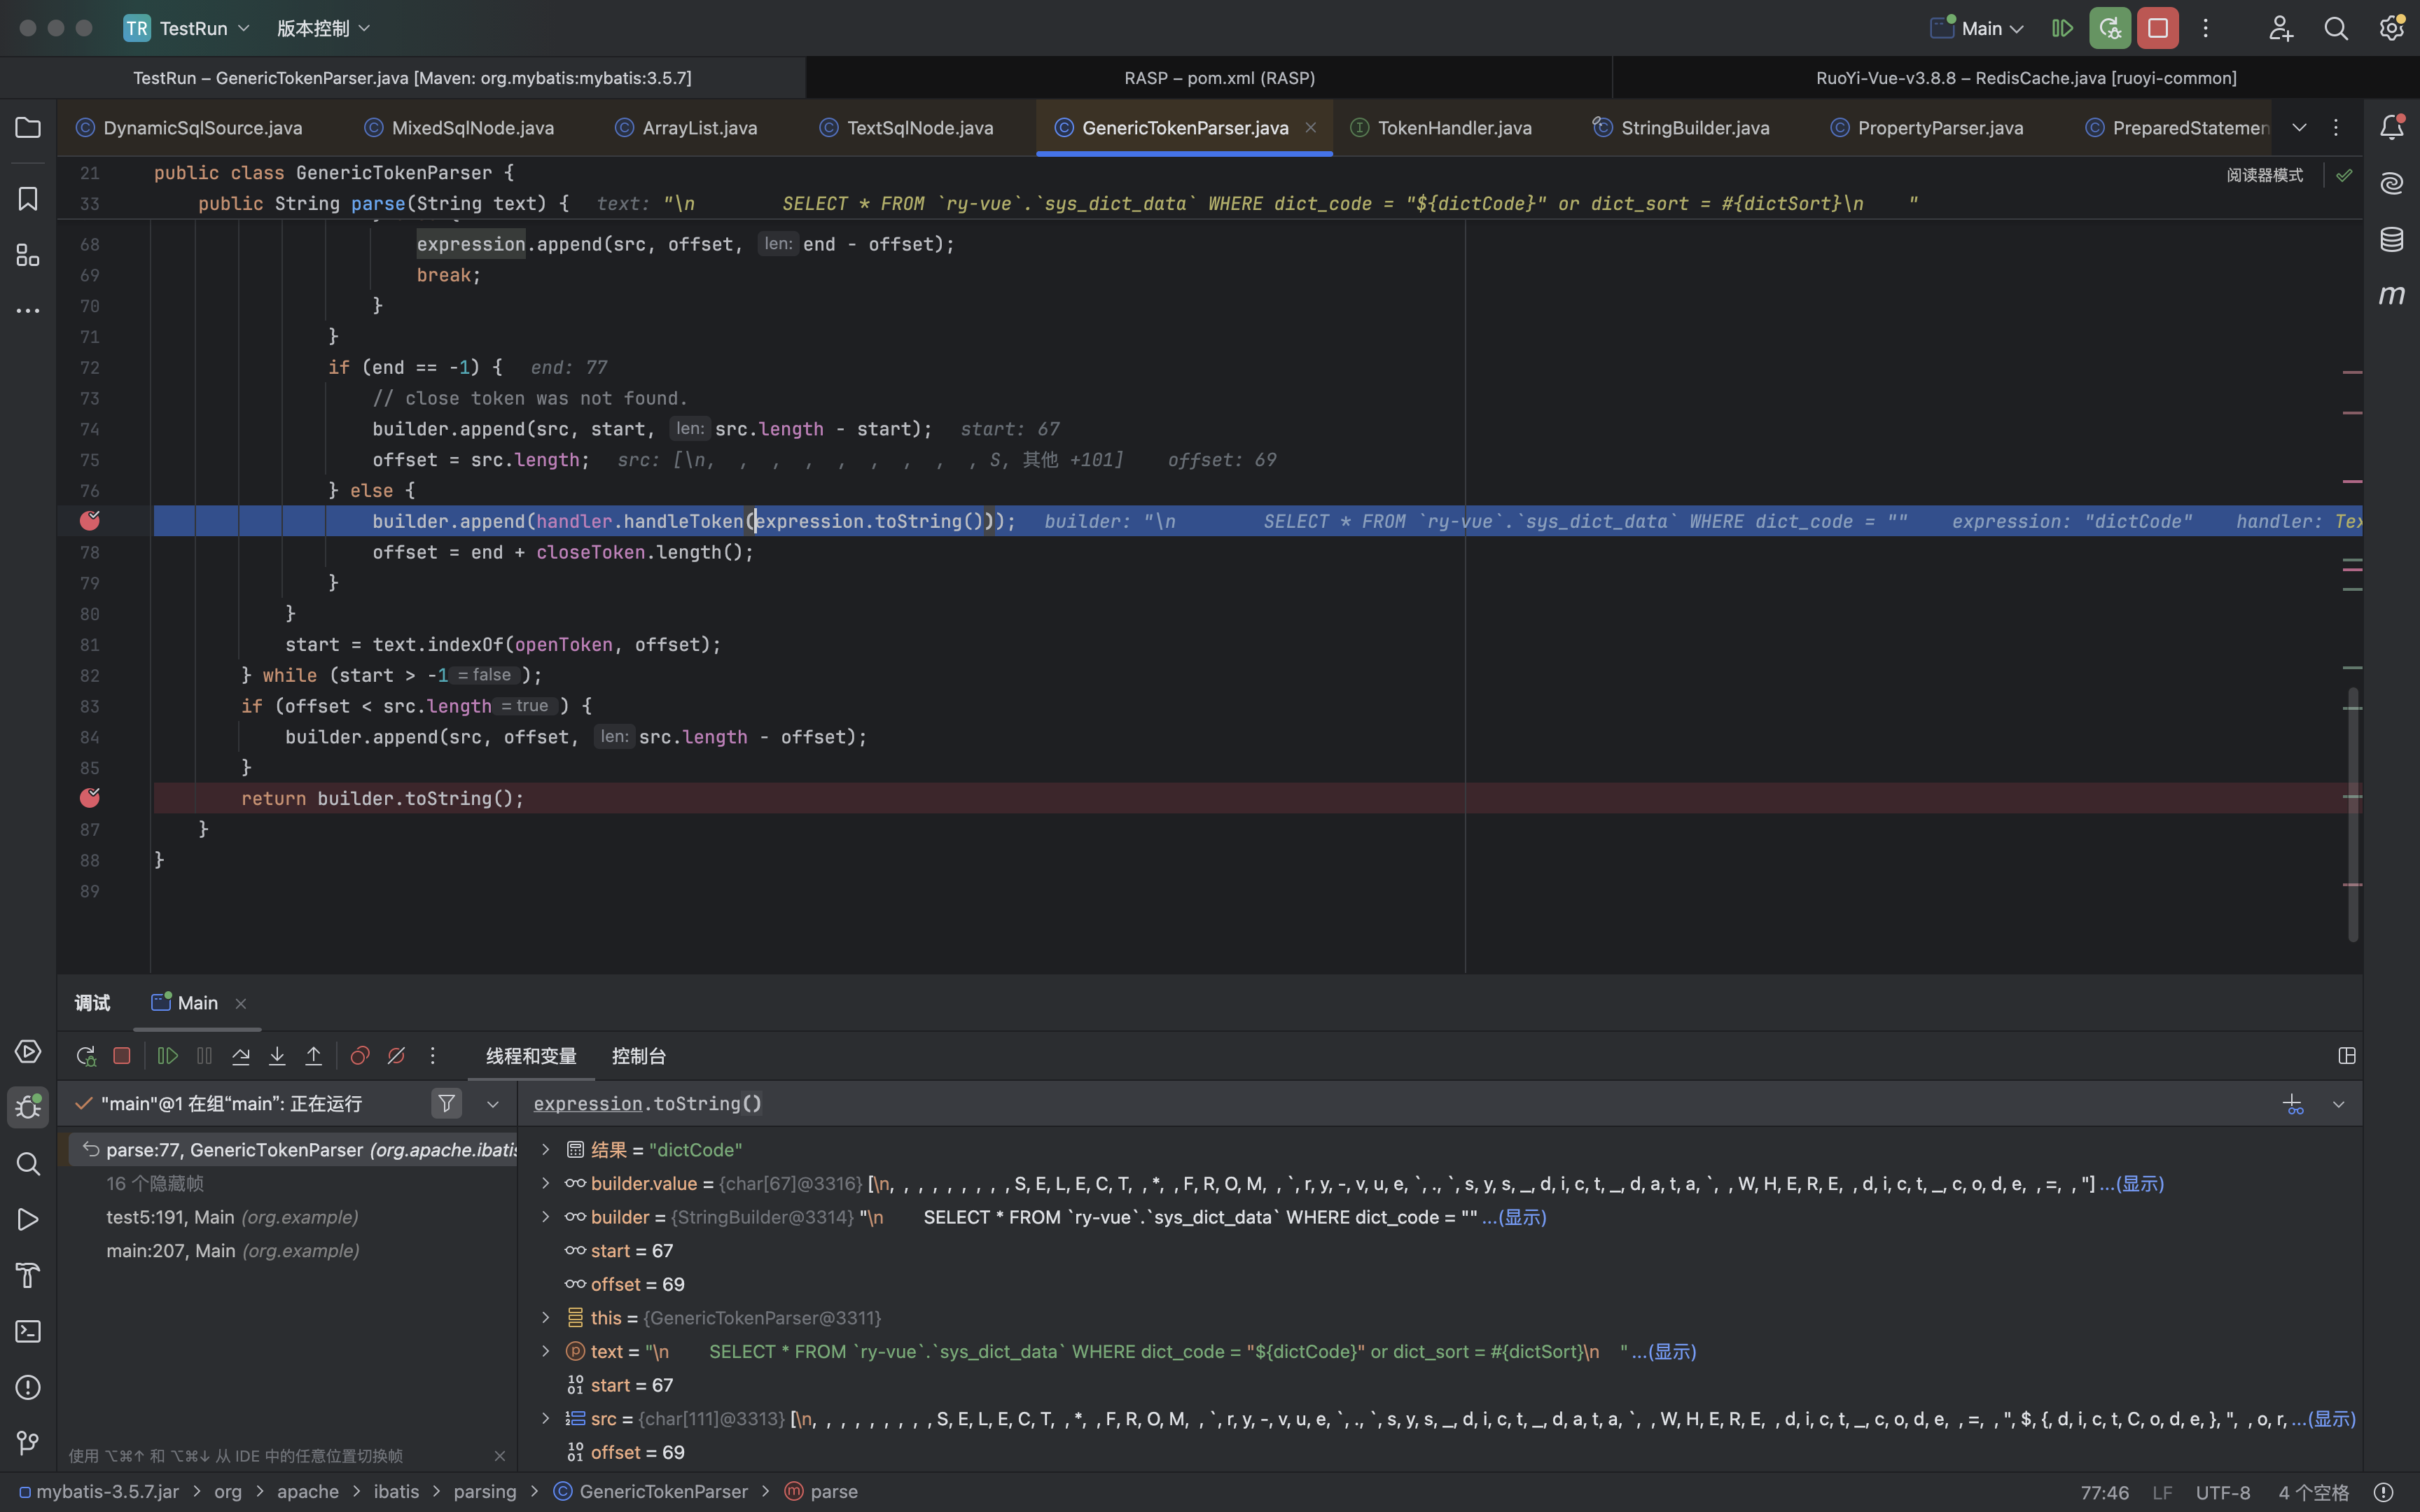 TR TestRun 版本控制 Main
TestRun – GenericTokenParser.java [Maven: org.mybatis:mybatis:3.5.7] RASP – pom.xml (RASP) RuoYi-Vue-v3.8.8 – RedisCache.java [ruoyi-common]
DynamicSqlSource.java MixedSqlNode.java ArrayList.java TextSqlNode.java GenericTokenParser.java TokenHandler.java StringBuilder.java PropertyParser.java PreparedStatemen
21 public class GenericTokenParser { 阅读器模式
33 public String parse(String text) { text: "\n SELECT * FROM `ry-vue`.`sys_dict_data` WHERE dict_code = "${dictCode}" or dict_sort = #{dictSort}\n "
68 expression.append(src, offset, len: end - offset);
69 break;
70 }
71 }
72 if (end == -1) { end: 77
73 // close token was not found.
74 builder.append(src, start, len: src.length - start); start: 67
75 offset = src.length; src: [\n, , , , , , , , , S, 其他 +101] offset: 69
76 } else {
builder.append(handler.handleToken(expression.toString())); builder: "\n SELECT * FROM `ry-vue`.`sys_dict_data` WHERE dict_code = "" expression: "dictCode" handler: Tex
78 offset = end + closeToken.length();
79 }
80 }
81 start = text.indexOf(openToken, offset);
82 } while (start > -1 = false );
83 if (offset < src.length = true ) {
84 builder.append(src, offset, len: src.length - offset);
85 }
return builder.toString();
87 }
88 }
89
调试 Main
线程和变量 控制台
"main"@1 在组“main”: 正在运行 expression.toString()
parse:77, GenericTokenParser (org.apache.ibatis
16 个隐藏帧
test5:191, Main (org.example)
main:207, Main (org.example)
结果 = "dictCode"
builder.value = {char[67]@3316} [\n, , , , , , , , , S, E, L, E, C, T, , *, , F, R, O, M, , `, r, y, -, v, u, e, `, ., `, s, y, s, _, d, i, c, t, _, d, a, t, a, `, , W, H, E, R, E, , d, i, c, t, _, c, o, d, e, , =, , "] ...(显示)
builder = {StringBuilder@3314} "\n SELECT * FROM `ry-vue`.`sys_dict_data` WHERE dict_code = "" ...(显示)
start = 67
offset = 69
this = {GenericTokenParser@3311}
text = "\n SELECT * FROM `ry-vue`.`sys_dict_data` WHERE dict_code = "${dictCode}" or dict_sort = #{dictSort}\n " ...(显示)
start = 67
src = {char[111]@3313} [\n, , , , , , , , , S, E, L, E, C, T, , *, , F, R, O, M, , `, r, y, -, v, u, e, `, ., `, s, y, s, _, d, i, c, t, _, d, a, t, a, `, , W, H, E, R, E, , d, i, c, t, _, c, o, d, e, , =, , ", $, {, d, i, c, t, C, o, d, e, }, ", , o, r, ...(显示)
offset = 69
使用 ⌥⌘↑ 和 ⌥⌘↓ 从 IDE 中的任意位置切换帧
mybatis-3.5.7.jar > org > apache > ibatis > parsing > GenericTokenParser > parse 77:46 LF UTF-8 4 个空格